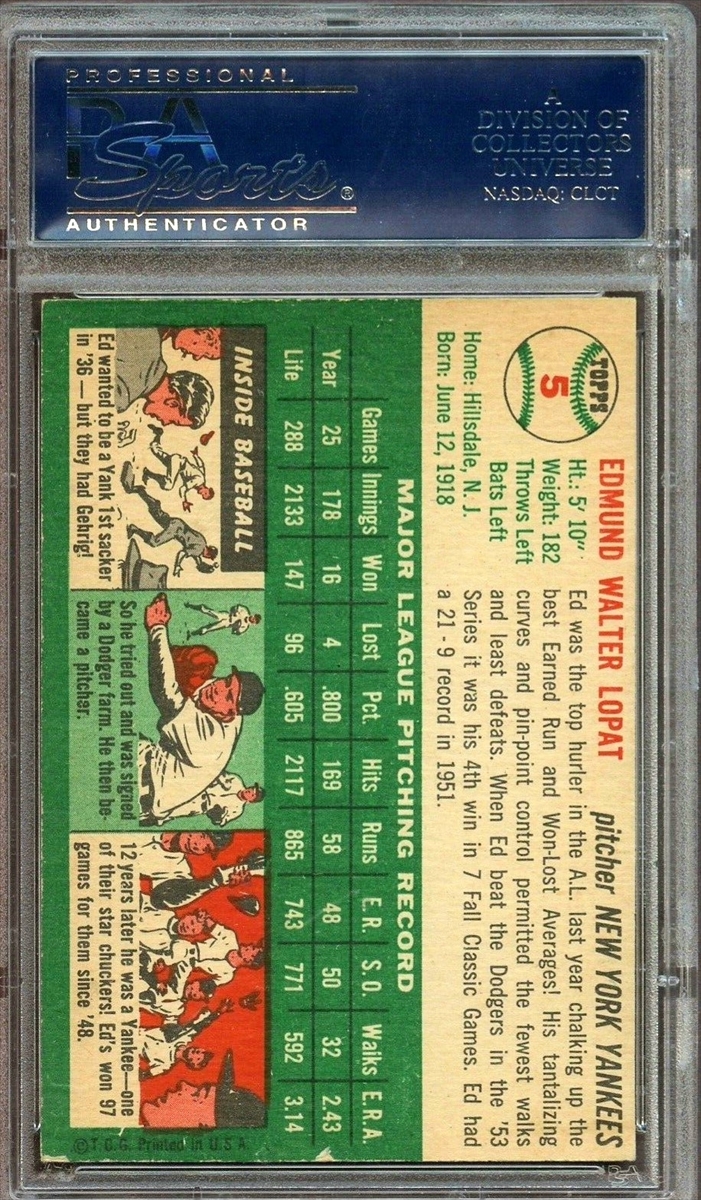 PROFESSIONAL
PSA
Sports®
AUTHENTICATOR
A
DIVISION OF
COLLECTORS
UNIVERSE
NASDAQ: CLCT
TOPPS
5
EDMUND WALTER LOPAT pitcher NEW YORK YANKEES
Ht.: 5' 10"
Weight: 182
Throws Left
Bats Left
Home: Hillsdale, N. J.
Born: June 12, 1918
Ed was the top hurler in the A.L. last year chalking up the
best Earned Run and Won-Lost Averages! His tantalizing
curves and pin-point control permitted the fewest walks
and least defeats. When Ed beat the Dodgers in the '53
Series it was his 4th win in 7 Fall Classic Games. Ed had
a 21 - 9 record in 1951.
MAJOR LEAGUE PITCHING RECORD
Games Innings Won Lost Pct. Hits Runs E.R. S.O. Walks E.R.A
Year 25 178 16 4 .800 169 58 48 50 32 2.43
Life 288 2133 147 96 .605 2117 865 743 771 592 3.14
INSIDE BASEBALL
Ed wanted to be a Yank 1st sacker
in '36 — but they had Gehrig!
So he tried out and was signed
by a Dodger farm. He then be-
came a pitcher.
12 years later he was a Yankee—one
of their star chuckers! Ed's won 97
games for them since '48.
© T. C. G. Printed in U S A